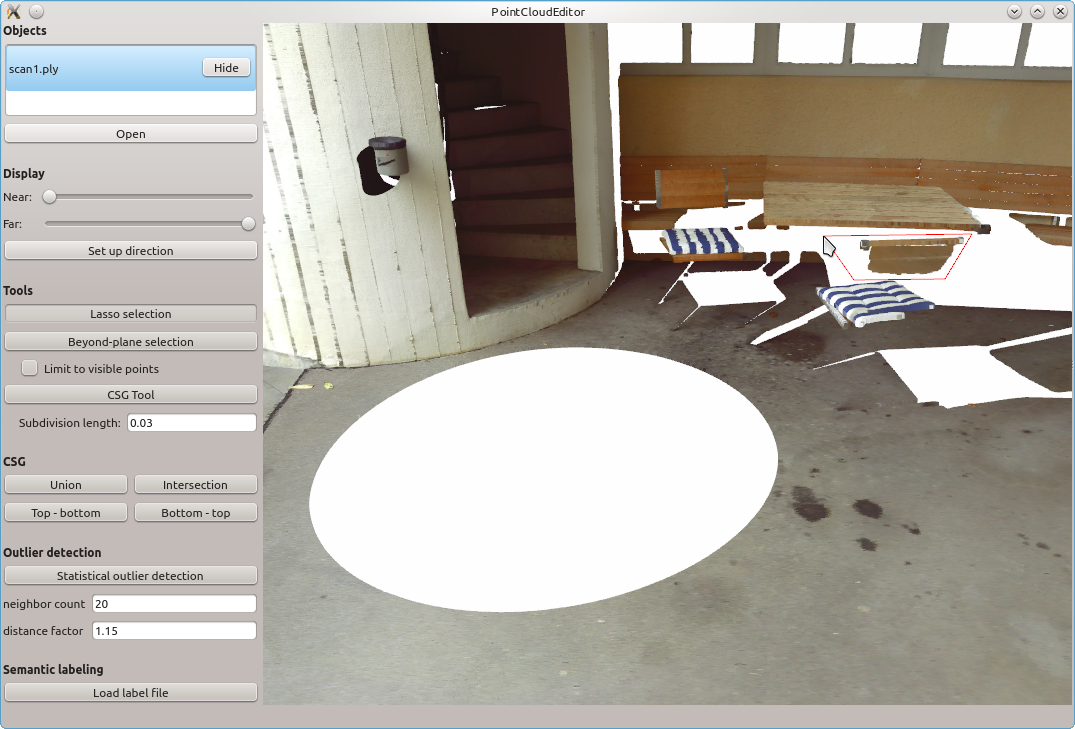 PointCloudEditor
Objects
scan1.ply
Hide
Open
Display
Near:
Far:
Set up direction
Tools
Lasso selection
Beyond-plane selection
Limit to visible points
CSG Tool
Subdivision length: 0.03
CSG
Union Intersection
Top - bottom Bottom - top
Outlier detection
Statistical outlier detection
neighbor count 20
distance factor 1.15
Semantic labeling
Load label file